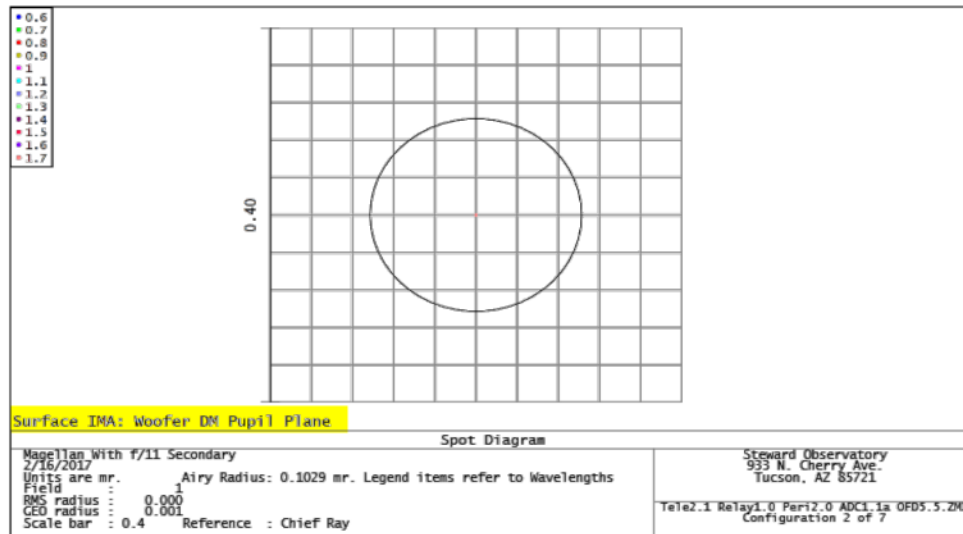 0.6
0.7
0.8
0.9
1
1.1
1.2
1.3
1.4
1.5
1.6
1.7
0.40
Surface IMA: Woofer DM Pupil Plane
Spot Diagram
Magellan With f/11 Secondary
2/16/2017
Units are mr. Airy Radius: 0.1029 mr. Legend items refer to Wavelengths
Field : 1
RMS radius : 0.000
GEO radius : 0.001
Scale bar : 0.4 Reference : Chief Ray
Steward Observatory
933 N. Cherry Ave.
Tucson, AZ 85721
Tele2.1 Relay1.0 Peri2.0 ADC1.1a OFD5.5.ZM
Configuration 2 of 7